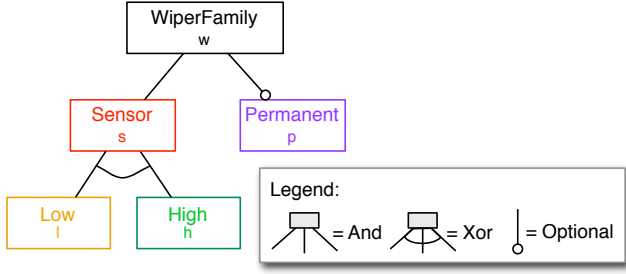 WiperFamily
w
Sensor
s
Permanent
p
Low
l
High
h
Legend:
= And
= Xor
= Optional